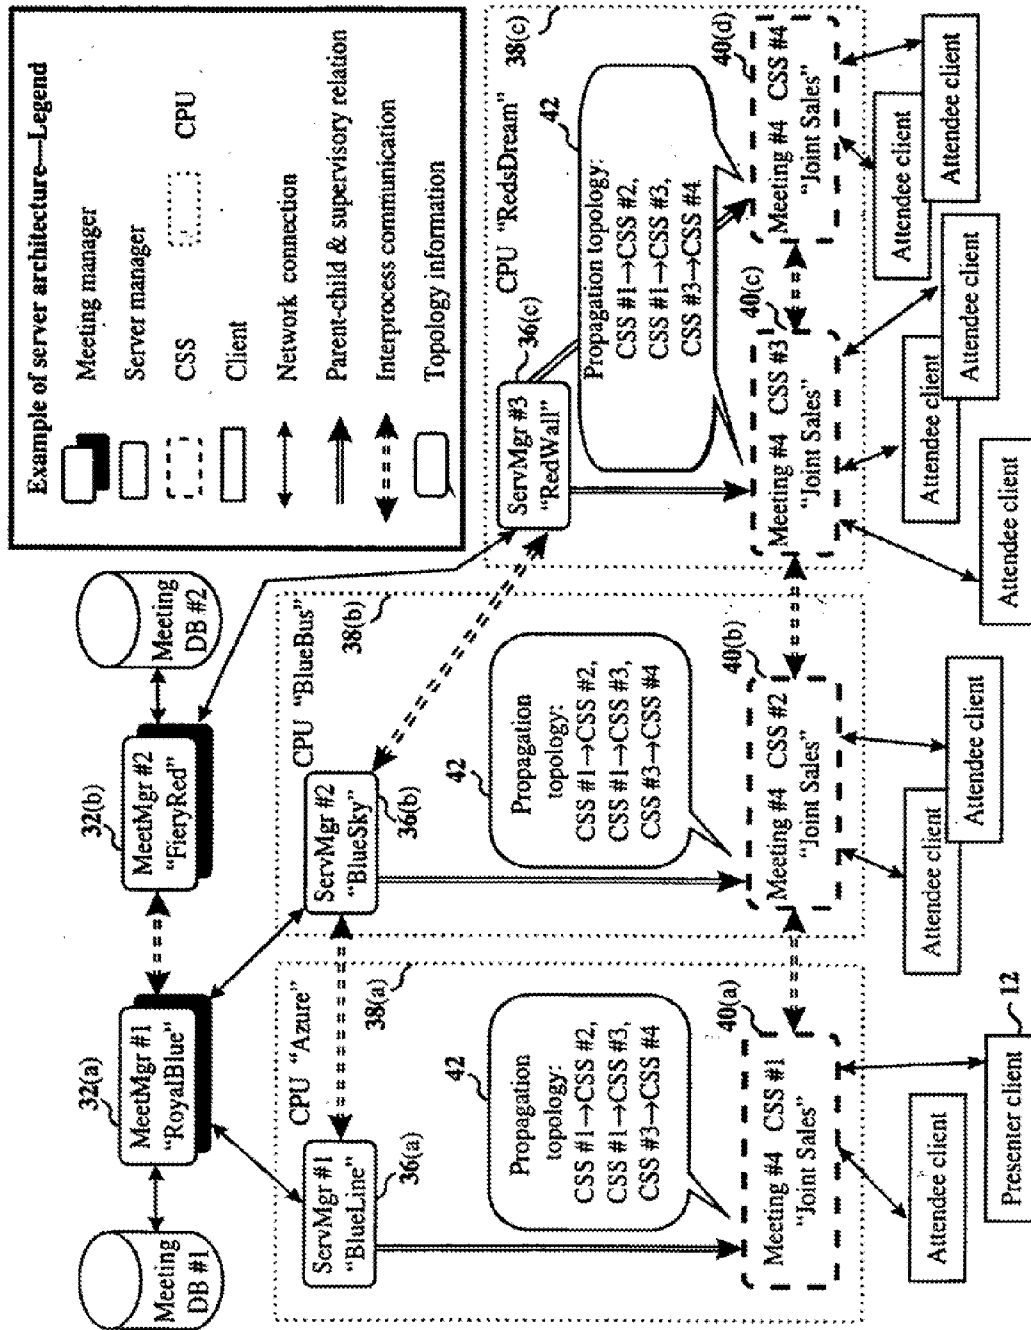 Example of server architecture—Legend
Meeting manager
Server manager
CSS
CPU
Client
Network connection
Parent-child & supervisory relation
Interprocess communication
Topology information
Meeting
DB #1
32(a)
MeetMgr #1
“RoyalBlue”
32(b)
MeetMgr #2
“FieryRed”
Meeting
DB #2
CPU “Azure”
ServMgr #1
“BlueLine”
36(a)
38(a)
42
Propagation
topology:
CSS #1→CSS #2,
CSS #1→CSS #3,
CSS #3→CSS #4
40(a)
Meeting #4 CSS #1
“Joint Sales”
Attendee client
Presenter client
12
CPU “BlueBus”
ServMgr #2
“BlueSky”
36(b)
38(b)
42
Propagation
topology:
CSS #1→CSS #2,
CSS #1→CSS #3,
CSS #3→CSS #4
40(b)
Meeting #4 CSS #2
“Joint Sales”
Attendee client
Attendee client
CPU “RedsDream”
38(c)
36(c)
ServMgr #3
“RedWall”
42
Propagation topology:
CSS #1→CSS #2,
CSS #1→CSS #3,
CSS #3→CSS #4
40(c)
Meeting #4 CSS #3
“Joint Sales”
40(d)
Meeting #4 CSS #4
“Joint Sales”
Attendee client
Attendee client
Attendee client
Attendee client
Attendee client